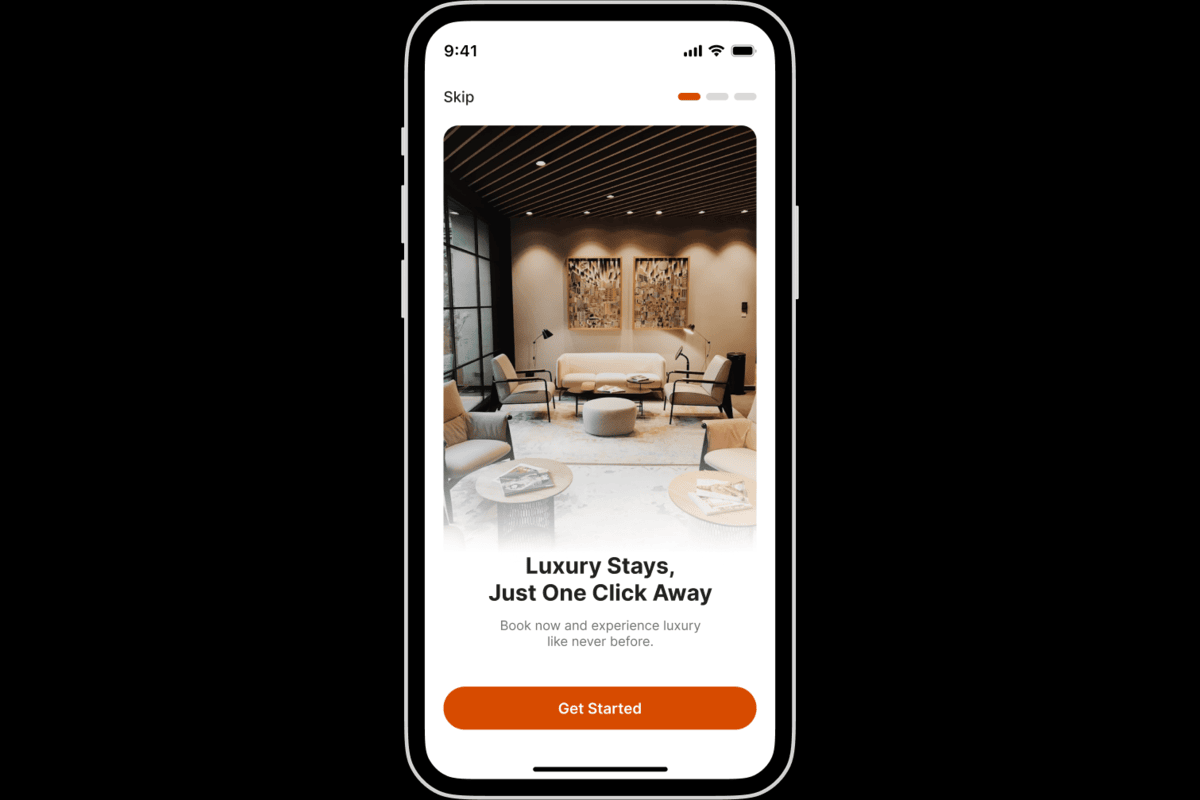 9:41
Skip
Luxury Stays,
Just One Click Away
Book now and experience luxury
like never before.
Get Started